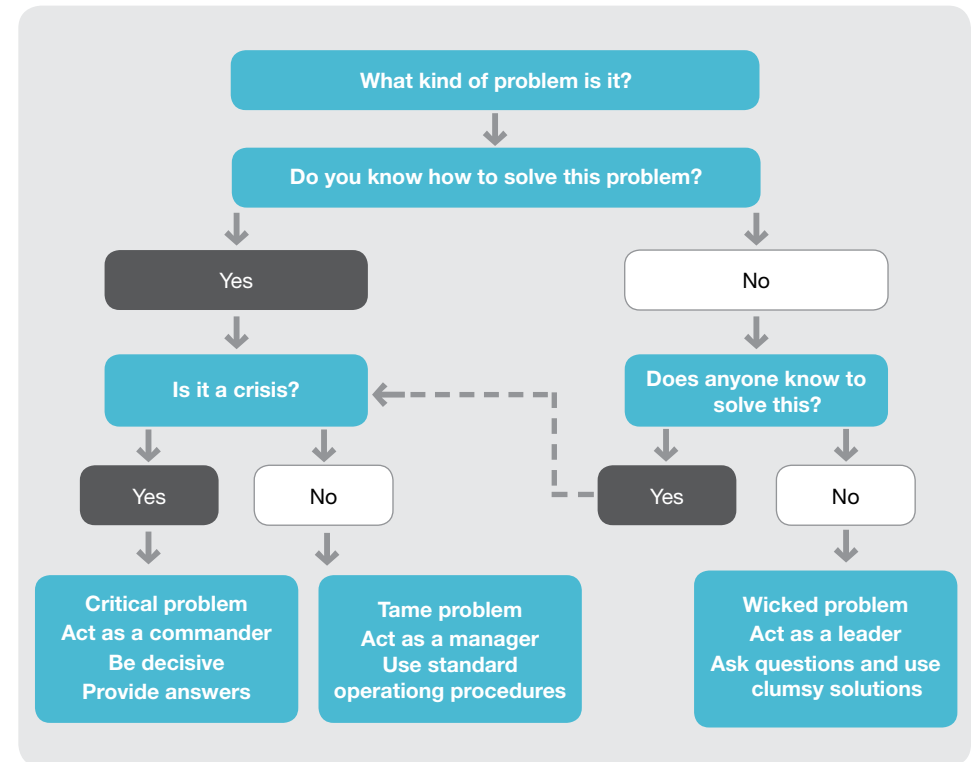 What kind of problem is it?
Do you know how to solve this problem?
Yes
No
Is it a crisis?
Does anyone know to
solve this?
Yes
No
Yes
No
Critical problem
Act as a commander
Be decisive
Provide answers
Tame problem
Act as a manager
Use standard
operationg procedures
Wicked problem
Act as a leader
Ask questions and use
clumsy solutions